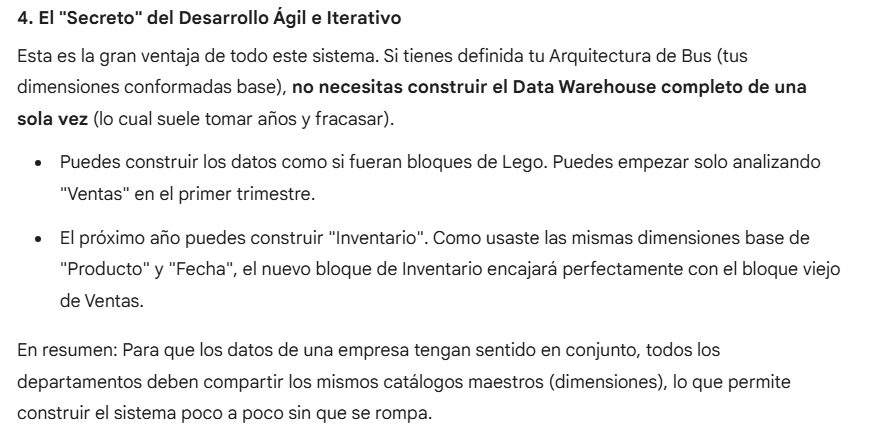 4. El "Secreto" del Desarrollo Ágil e Iterativo
Esta es la gran ventaja de todo este sistema. Si tienes definida tu Arquitectura de Bus (tus
dimensiones conformadas base), no necesitas construir el Data Warehouse completo de una
sola vez (lo cual suele tomar años y fracasar).
• Puedes construir los datos como si fueran bloques de Lego. Puedes empezar solo analizando
"Ventas" en el primer trimestre.
• El próximo año puedes construir "Inventario". Como usaste las mismas dimensiones base de
"Producto" y "Fecha", el nuevo bloque de Inventario encajará perfectamente con el bloque viejo
de Ventas.
En resumen: Para que los datos de una empresa tengan sentido en conjunto, todos los
departamentos deben compartir los mismos catálogos maestros (dimensiones), lo que permite
construir el sistema poco a poco sin que se rompa.